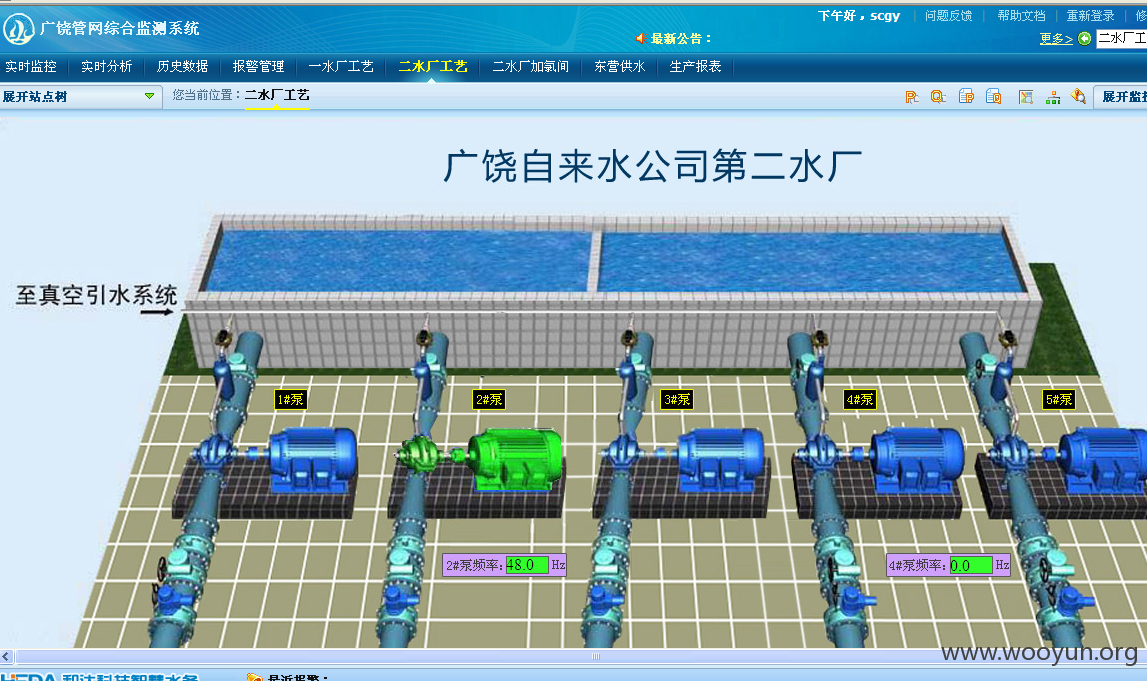 下午好，scgy 问题反馈 帮助文档 重新登录
广饶管网综合监测系统
最新公告：
更多> 二水厂工
实时监控 实时分析 历史数据 报警管理 一水厂工艺 二水厂工艺 二水厂加氯间 东营供水 生产报表
展开站点树 您当前位置：二水厂工艺 展开监
广饶自来水公司第二水厂
至真空引水系统
1#泵 2#泵 3#泵 4#泵 5#泵
2#泵频率: 48.0 Hz 4#泵频率: 0.0 Hz
www.wooyun.org
最近报警：